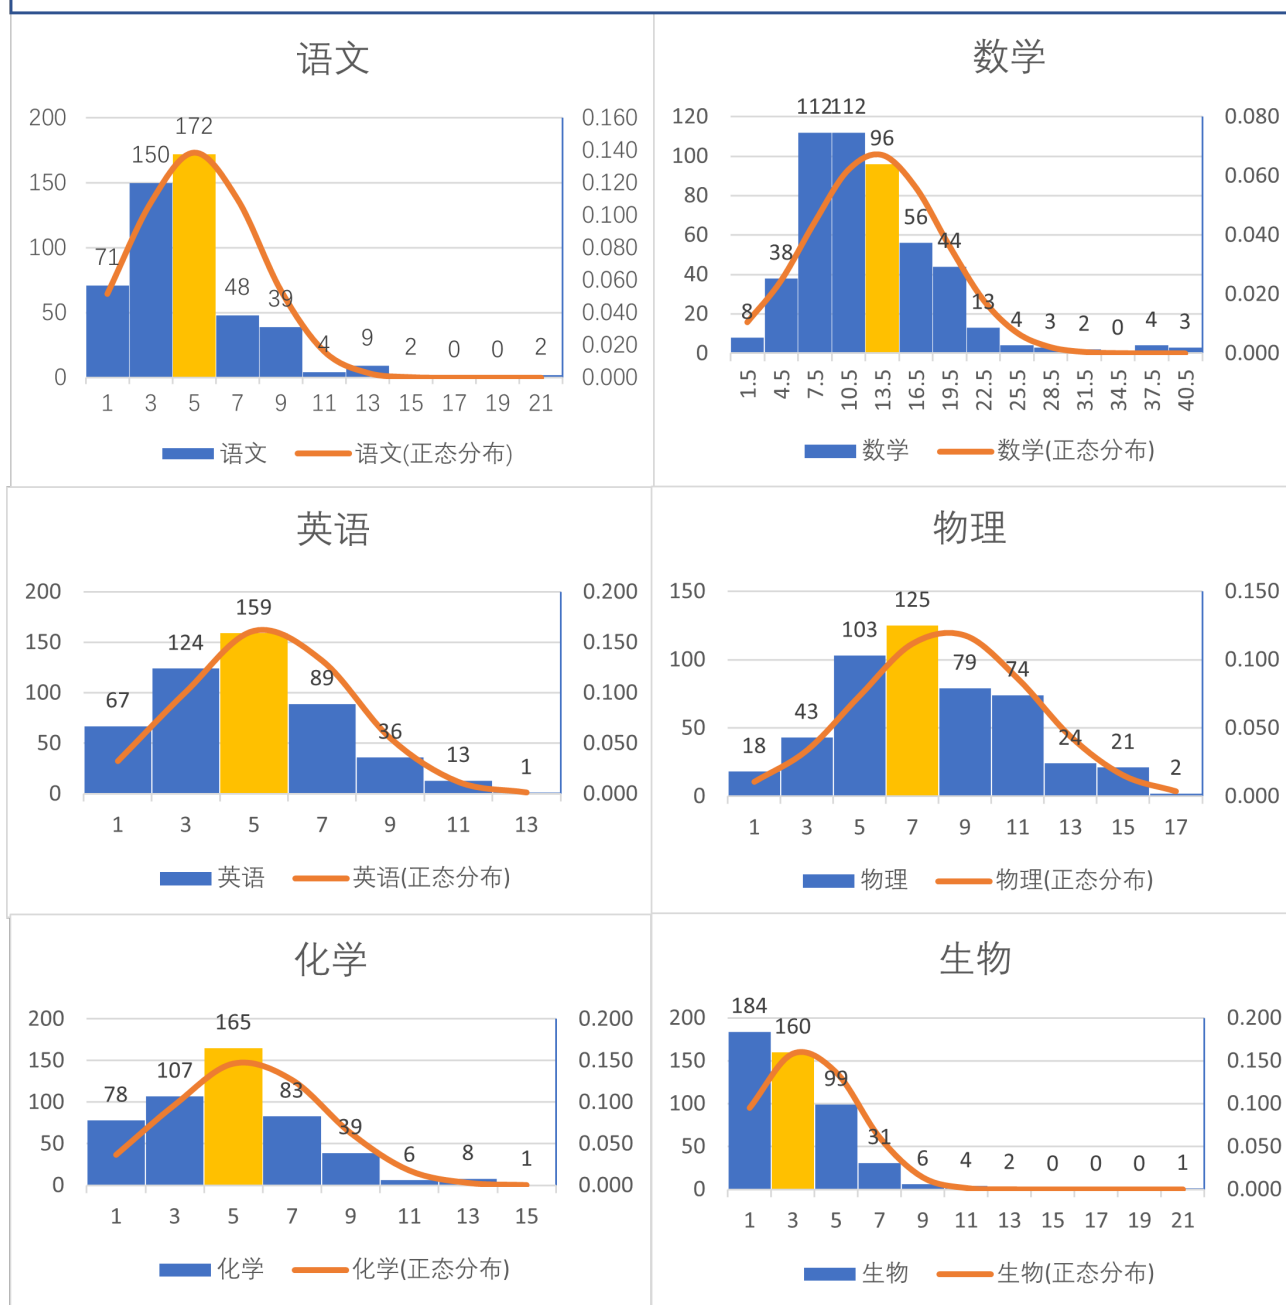 语文
200 150 100 50 0
0.160 0.140 0.120 0.100 0.080 0.060 0.040 0.020 0.000
71 150 172 48 39 4 9 2 0 0 2
1 3 5 7 9 11 13 15 17 19 21
语文 语文(正态分布)
数学
120 100 80 60 40 20 0
0.080 0.060 0.040 0.020 0.000
8 38 112 112 96 56 44 13 4 3 2 0 4 3
1.5 4.5 7.5 10.5 13.5 16.5 19.5 22.5 25.5 28.5 31.5 34.5 37.5 40.5
数学 数学(正态分布)
英语
200 150 100 50 0
0.200 0.150 0.100 0.050 0.000
67 124 159 89 36 13 1
1 3 5 7 9 11 13
英语 英语(正态分布)
物理
150 100 50 0
0.150 0.100 0.050 0.000
18 43 103 125 79 74 24 21 2
1 3 5 7 9 11 13 15 17
物理 物理(正态分布)
化学
200 150 100 50 0
0.200 0.150 0.100 0.050 0.000
78 107 165 83 39 6 8 1
1 3 5 7 9 11 13 15
化学 化学(正态分布)
生物
200 150 100 50 0
0.200 0.150 0.100 0.050 0.000
184 160 99 31 6 4 2 0 0 0 1
1 3 5 7 9 11 13 15 17 19 21
生物 生物(正态分布)